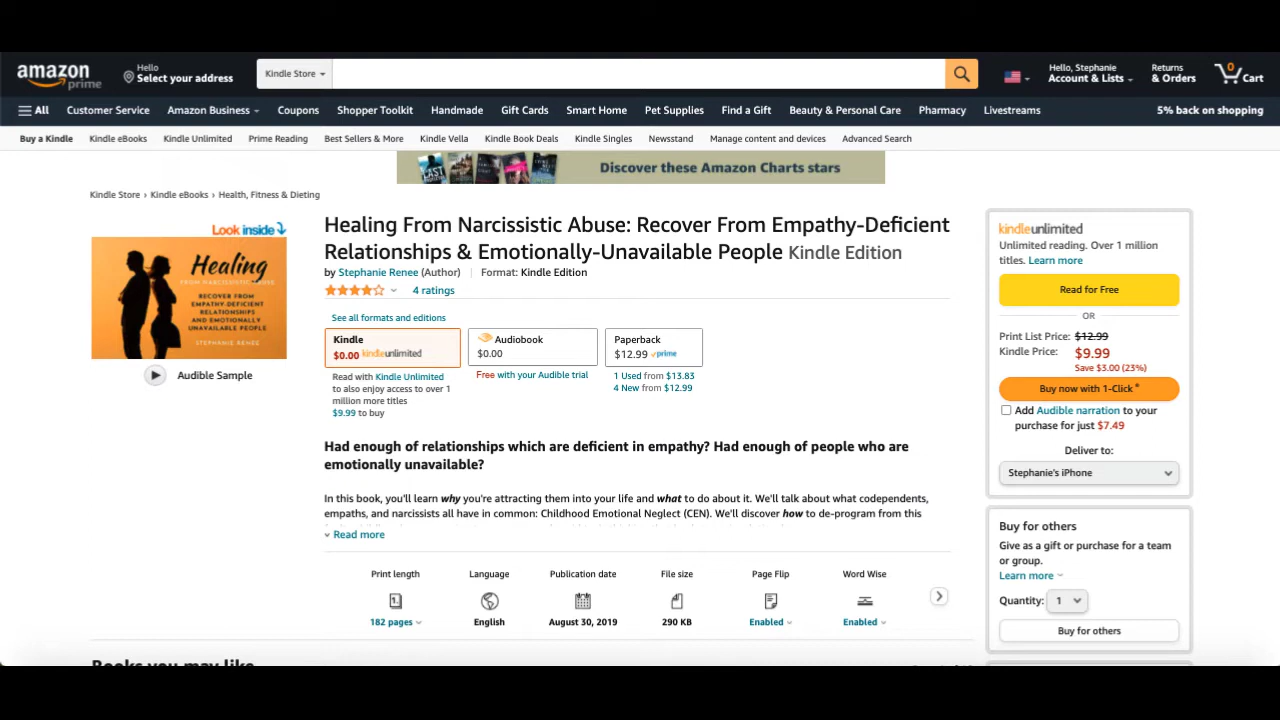 amazon prime
Hello
Select your address
Kindle Store
Hello, Stephanie
Account & Lists
Returns
& Orders
0
Cart
All
Customer Service
Amazon Business
Coupons
Shopper Toolkit
Handmade
Gift Cards
Smart Home
Pet Supplies
Find a Gift
Beauty & Personal Care
Pharmacy
Livestreams
5% back on shopping
Buy a Kindle
Kindle eBooks
Kindle Unlimited
Prime Reading
Best Sellers & More
Kindle Vella
Kindle Book Deals
Kindle Singles
Newsstand
Manage content and devices
Advanced Search
Discover these Amazon Charts stars
Kindle Store › Kindle eBooks › Health, Fitness & Dieting
Look inside
Healing
FROM NARCISSISTIC ABUSE:
RECOVER FROM
EMPATHY-DEFICIENT
RELATIONSHIPS
AND EMOTIONALLY
UNAVAILABLE PEOPLE
STEPHANIE RENEE
Audible Sample
Healing From Narcissistic Abuse: Recover From Empathy-Deficient
Relationships & Emotionally-Unavailable People Kindle Edition
by Stephanie Renee (Author) | Format: Kindle Edition
4 ratings
See all formats and editions
Kindle
$0.00 kindleunlimited
Read with Kindle Unlimited
to also enjoy access to over 1
million more titles
$9.99 to buy
Audiobook
$0.00
Free with your Audible trial
Paperback
$12.99 prime
1 Used from $13.83
4 New from $12.99
Had enough of relationships which are deficient in empathy? Had enough of people who are
emotionally unavailable?
In this book, you'll learn why you're attracting them into your life and what to do about it. We'll talk about what codependents,
empaths, and narcissists all have in common: Childhood Emotional Neglect (CEN). We'll discover how to de-program from this
Read more
Print length
182 pages
Language
English
Publication date
August 30, 2019
File size
290 KB
Page Flip
Enabled
Word Wise
Enabled
Books you may like
kindleunlimited
Unlimited reading. Over 1 million
titles. Learn more
Read for Free
OR
Print List Price: $12.99
Kindle Price: $9.99
Save $3.00 (23%)
Buy now with 1-Click *
Add Audible narration to your
purchase for just $7.49
Deliver to:
Stephanie's iPhone
Buy for others
Give as a gift or purchase for a team
or group.
Learn more
Quantity: 1
Buy for others